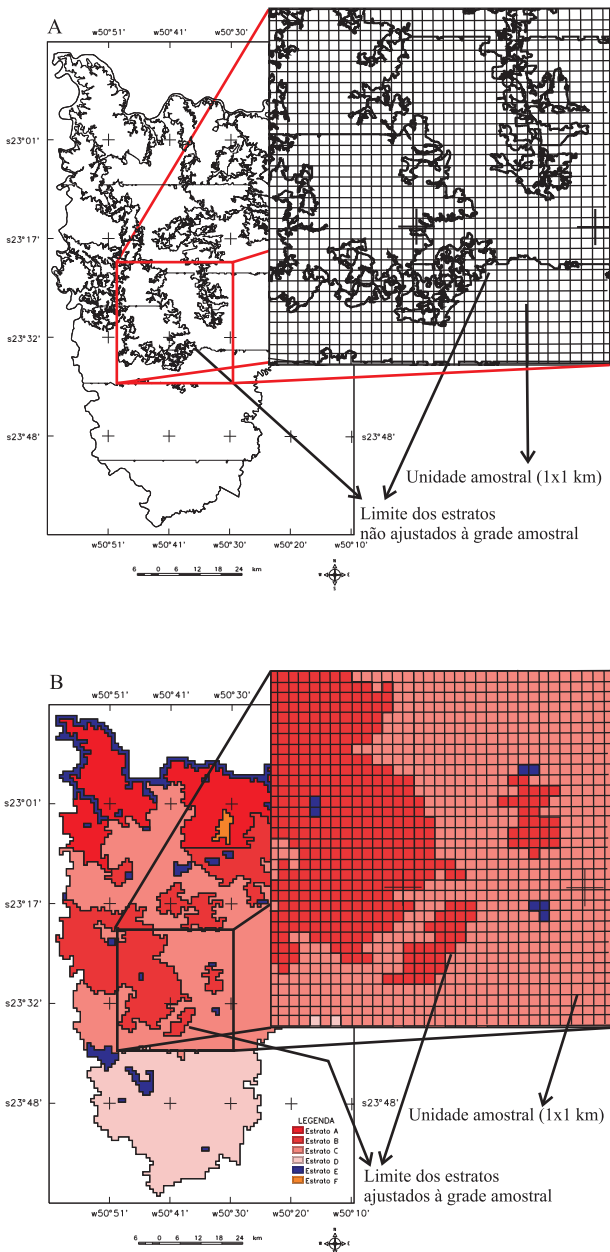 A
w50°51' w50°41' w50°30'
s23°01'
s23°17'
s23°32'
s23°48' s23°48'
Unidade amostral (1x1 km)
Limite dos estratos
não ajustados à grade amostral
w50°51' w50°41' w50°30' w50°20' w50°10'
6 0 6 12 18 24 km
N
W E
S
B
w50°51' w50°41' w50°30'
s23°01'
s23°17'
s23°32'
s23°48' s23°48'
Unidade amostral (1x1 km)
LEGENDA
Estrato A
Estrato B
Estrato C
Estrato D
Estrato E
Estrato F
Limite dos estratos
ajustados à grade amostral
w50°51' w50°41' w50°30' w50°20' w50°10'
6 0 6 12 18 24 km
N
W E
S